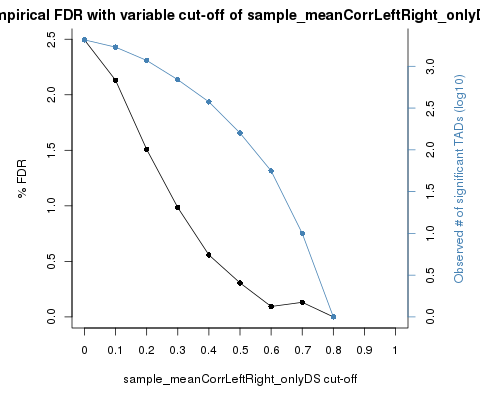 mpirical FDR with variable cut-off of sample_meanCorrLeftRight_onlyD
% FDR
2.5
2.0
1.5
1.0
0.5
0.0
3.0
2.5
2.0
1.5
1.0
0.5
0.0
Observed # of significant TADs (log10)
0 0.1 0.2 0.3 0.4 0.5 0.6 0.7 0.8 0.9 1
sample_meanCorrLeftRight_onlyDS cut-off